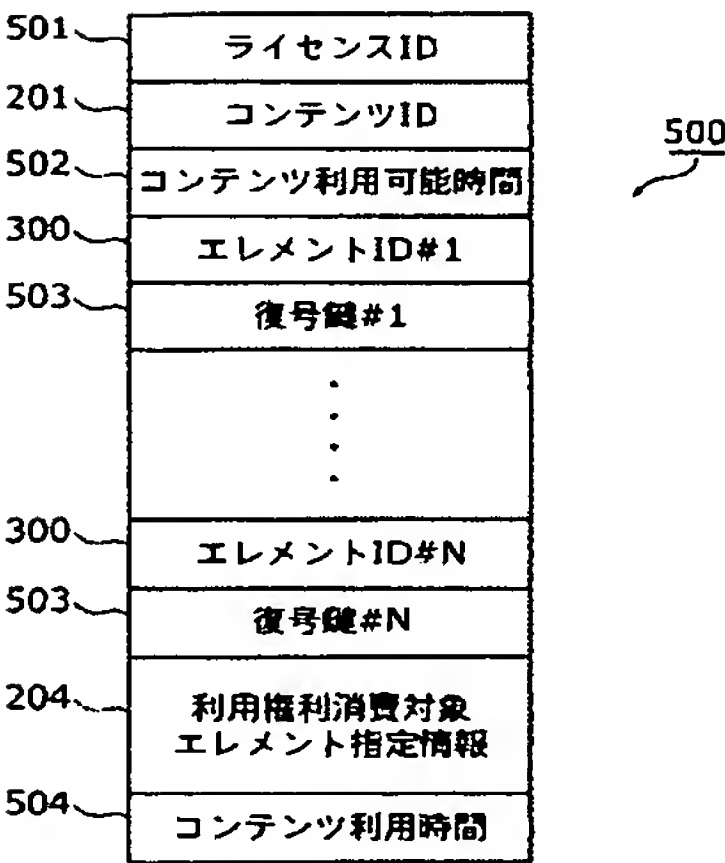 501 ライセンスID
201 コンテンツID
500
502 コンテンツ利用可能時間
300 エレメントID#1
503 復号鍵#1
300 エレメントID#N
503 復号鍵#N
204 利用権利消費対象
エレメント指定情報
504 コンテンツ利用時間